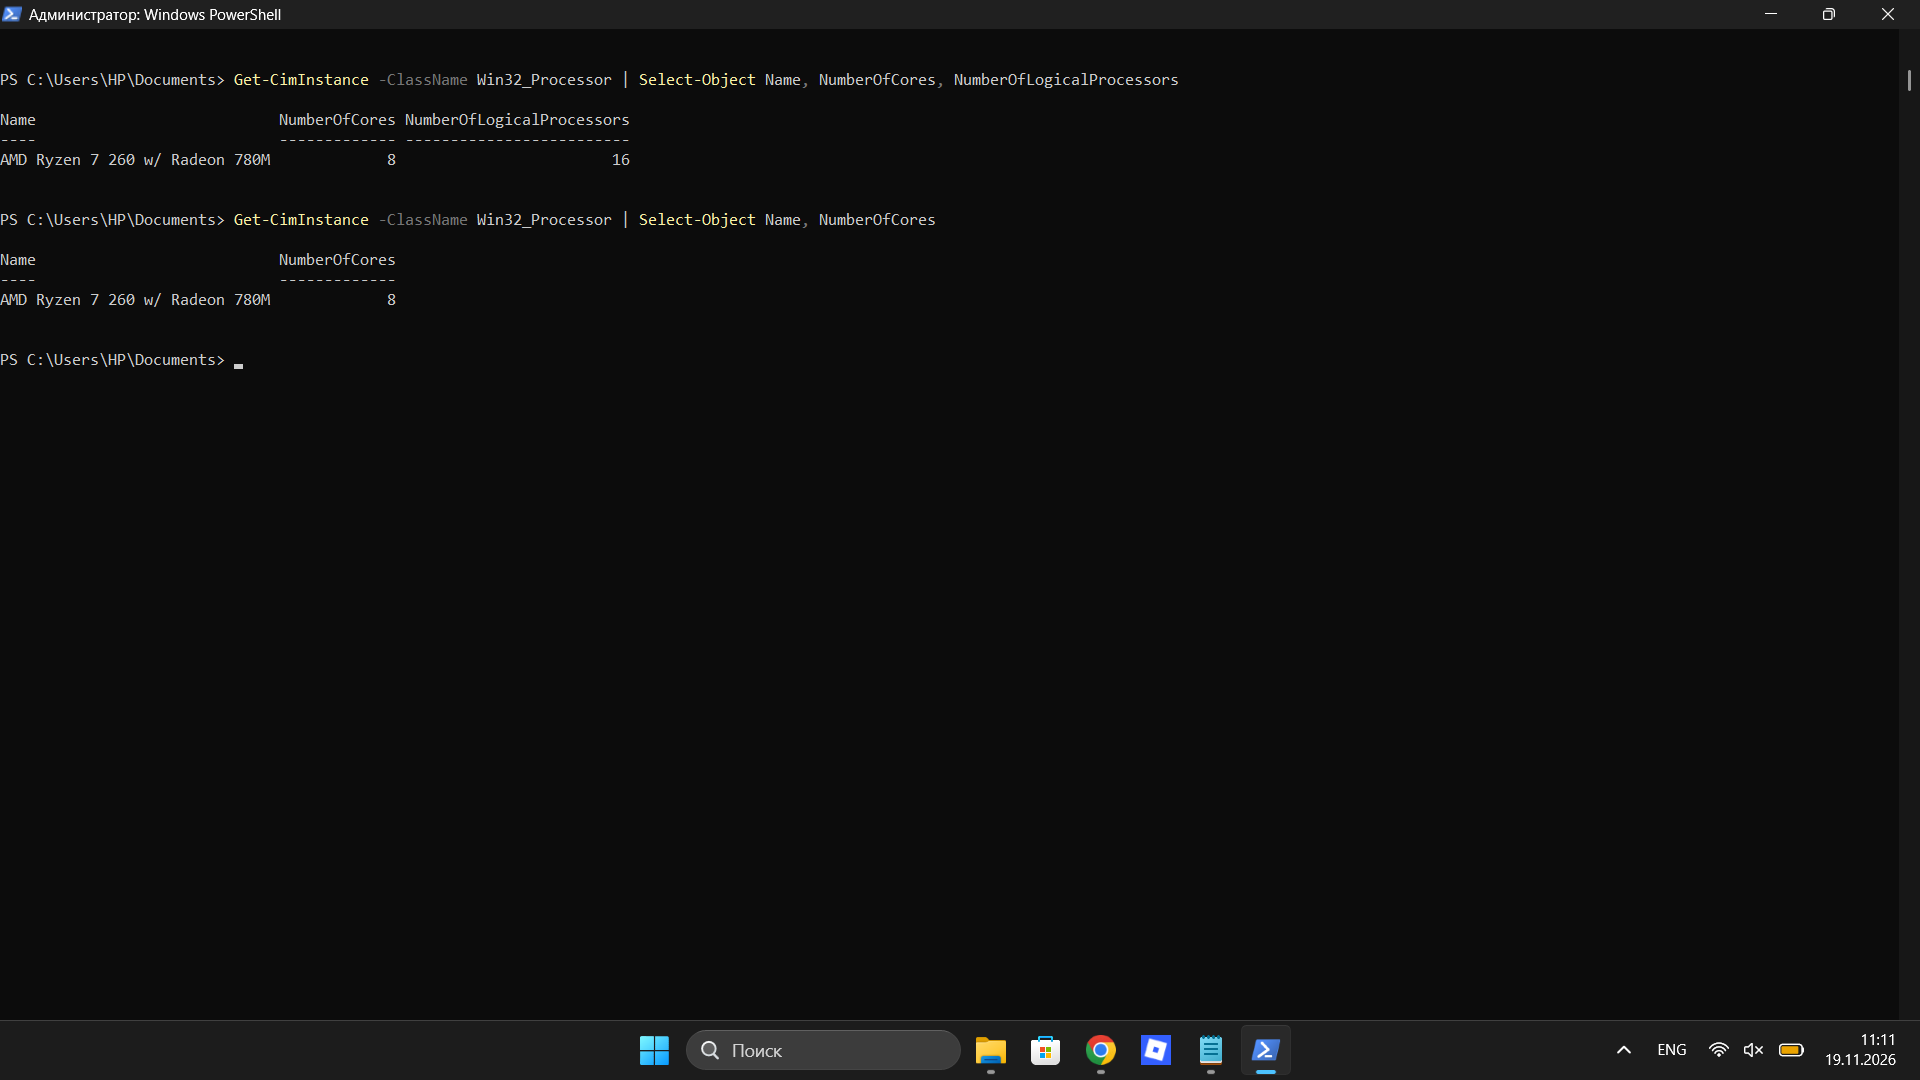 Администратор: Windows PowerShell
PS C:\Users\HP\Documents> Get-CimInstance -ClassName Win32_Processor | Select-Object Name, NumberOfCores, NumberOfLogicalProcessors
Name NumberOfCores NumberOfLogicalProcessors
---- ------------- -------------------------
AMD Ryzen 7 260 w/ Radeon 780M 8 16
PS C:\Users\HP\Documents> Get-CimInstance -ClassName Win32_Processor | Select-Object Name, NumberOfCores
Name NumberOfCores
---- -------------
AMD Ryzen 7 260 w/ Radeon 780M 8
PS C:\Users\HP\Documents>
Поиск
ENG
11:11
19.11.2026